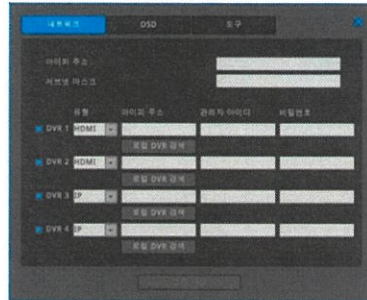 네트워크 OSD 도구
아이피 주소
서브넷 마스크
유형 아이피 주소 관리자 아이디 비밀번호
DVR 1 HDMI
로컬 DVR 검색
DVR 2 HDMI
로컬 DVR 검색
DVR 3 IP
로컬 DVR 검색
DVR 4 IP
로컬 DVR 검색